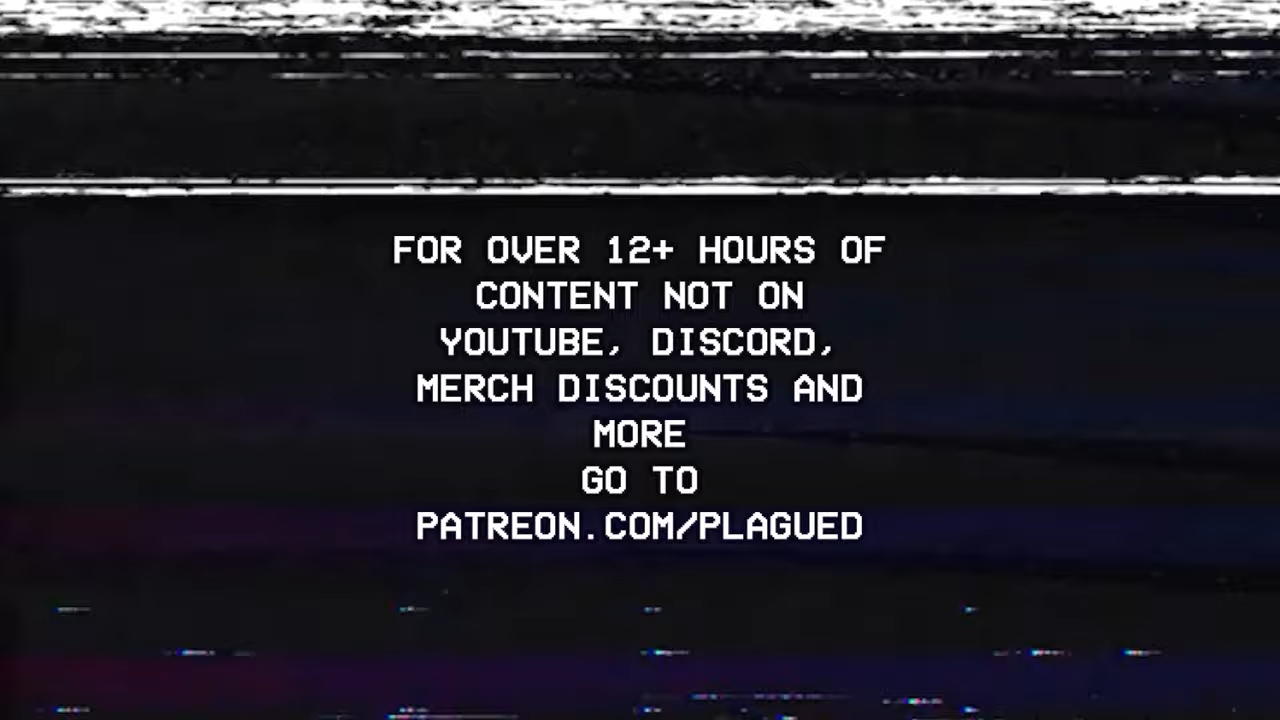 FOR OVER 12+ HOURS OF
CONTENT NOT ON
YOUTUBE, DISCORD,
MERCH DISCOUNTS AND
MORE
GO TO
PATREON.COM/PLAGUED